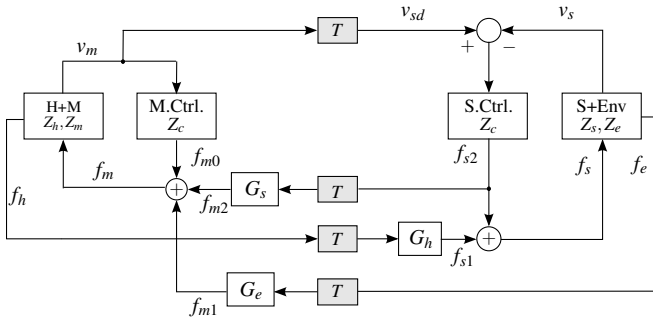 v_m
T
v_sd
v_s
+
−
H+M
Z_h, Z_m
M.Ctrl.
Z_c
S.Ctrl.
Z_c
S+Env
Z_s, Z_e
f_m0
f_s2
f_s
f_e
f_h
f_m
+
f_m2
G_s
T
T
G_h
f_s1
+
f_m1
G_e
T